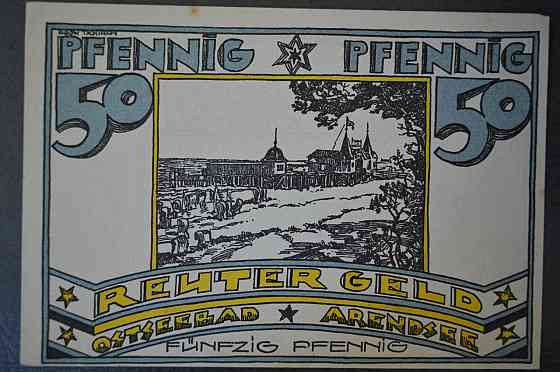 PFENNIG PFENNIG
50 50
REUTER GELD
OSTSEEBAD ARENDSEE
FÜNFZIG PFENNIG